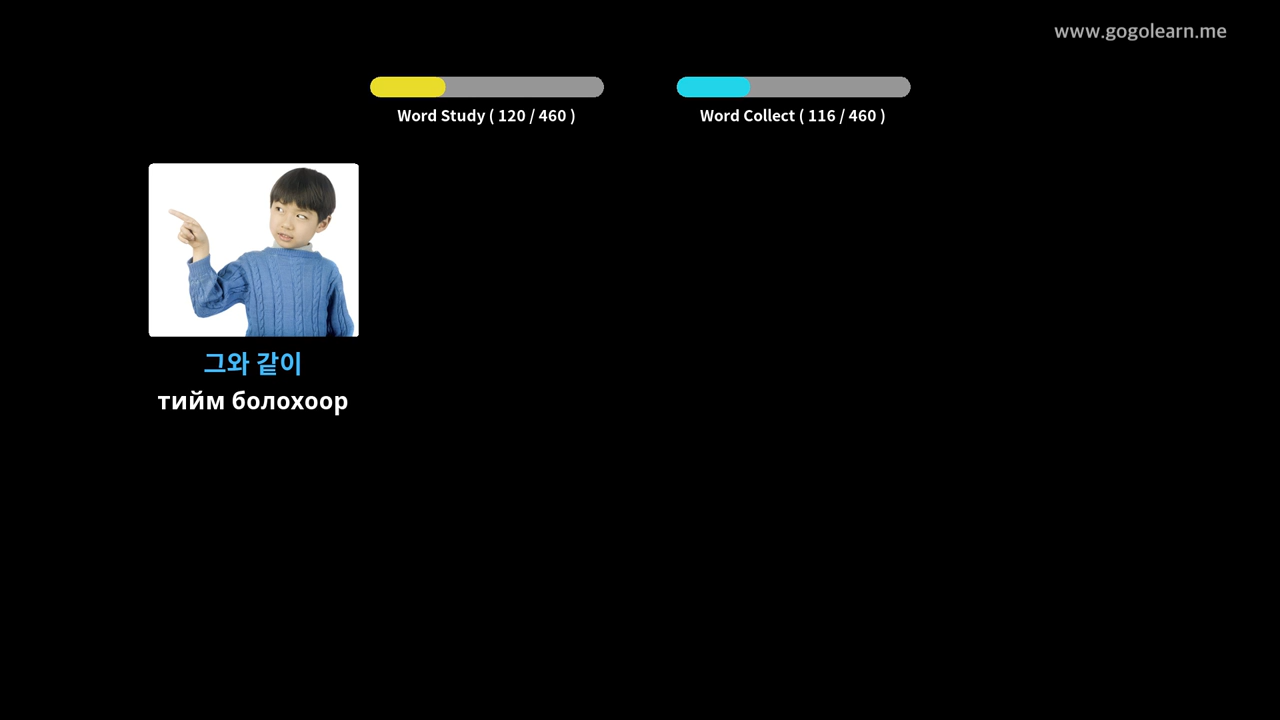 www.gogolearn.me
Word Study ( 120 / 460 )
Word Collect ( 116 / 460 )
그와 같이
тийм болохоор